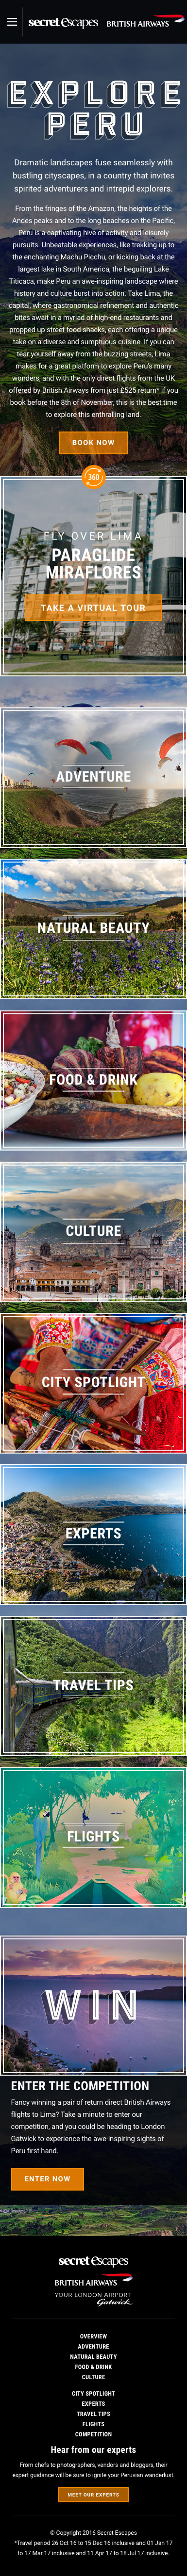 secret Escapes
BRITISH AIRWAYS
EXPLORE
PERU
Dramatic landscapes fuse seamlessly with
bustling cityscapes, in a country that invites
spirited adventurers and intrepid explorers.
From the fringes of the Amazon, the heights of the
Andes peaks and to the long beaches on the Pacific,
Peru is a captivating hive of activity and leisurely
pursuits. Unbeatable experiences, like trekking up to
the enchanting Machu Picchu, or kicking back at the
largest lake in South America, the beguiling Lake
Titicaca, make Peru an awe-inspiring landscape where
history and culture burst into action. Take Lima, the
capital, where gastronomical refinement and authentic
bites await in a myriad of high-end restaurants and
propped up street food shacks, each offering a unique
take on a diverse and sumptuous cuisine. If you can
tear yourself away from the buzzing streets, Lima
makes for a great platform to explore Peru's many
wonders, and with the only direct flights from the UK
offered by British Airways from just £525 return* if you
book before the 8th of November, this is the best time
to explore this enthralling land.
BOOK NOW
360
FLY OVER LIMA
PARAGLIDE
MIRAFLORES
TAKE A VIRTUAL TOUR
ADVENTURE
NATURAL BEAUTY
FOOD & DRINK
CULTURE
CITY SPOTLIGHT
EXPERTS
TRAVEL TIPS
FLIGHTS
WIN
ENTER THE COMPETITION
Fancy winning a pair of return direct British Airways
flights to Lima? Take a minute to enter our
competition, and you could be heading to London
Gatwick to experience the awe-inspiring sights of
Peru first hand.
ENTER NOW
secret Escapes
BRITISH AIRWAYS
YOUR LONDON AIRPORT
Gatwick
OVERVIEW
ADVENTURE
NATURAL BEAUTY
FOOD & DRINK
CULTURE
CITY SPOTLIGHT
EXPERTS
TRAVEL TIPS
FLIGHTS
COMPETITION
Hear from our experts
From chefs to photographers, vendors and bloggers, their
expert guidance will be sure to ignite your Peruvian wanderlust.
MEET OUR EXPERTS
© Copyright 2016 Secret Escapes
*Travel period 26 Oct 16 to 15 Dec 16 inclusive and 01 Jan 17
to 17 Mar 17 inclusive and 11 Apr 17 to 18 Jul 17 inclusive.